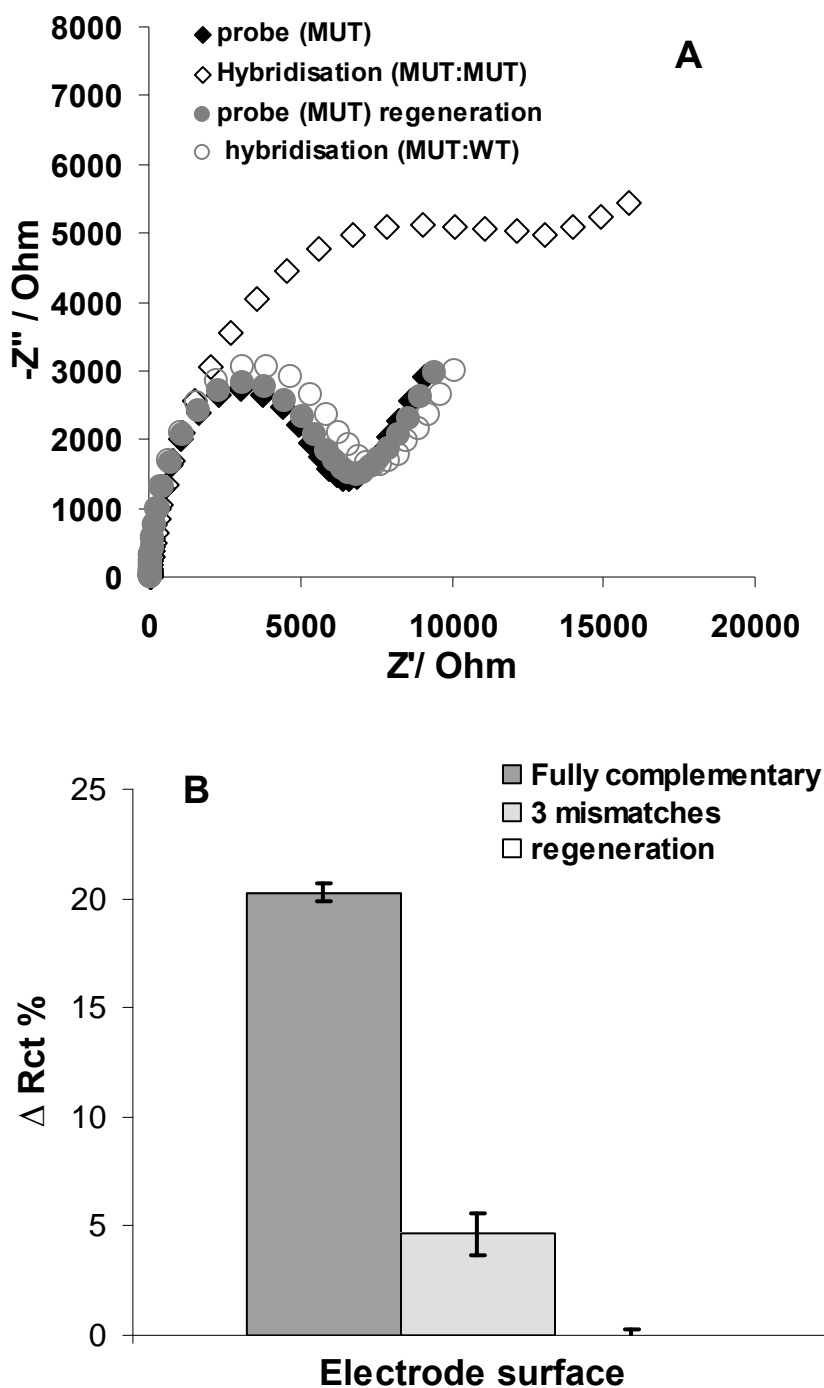 A
probe (MUT)
Hybridisation (MUT:MUT)
probe (MUT) regeneration
hybridisation (MUT:WT)
8000
7000
6000
5000
4000
3000
2000
1000
0
-Z'' / Ohm
0 5000 10000 15000 20000
Z'/ Ohm
B
Fully complementary
3 mismatches
regeneration
25
20
15
10
5
0
Δ Rct %
Electrode surface